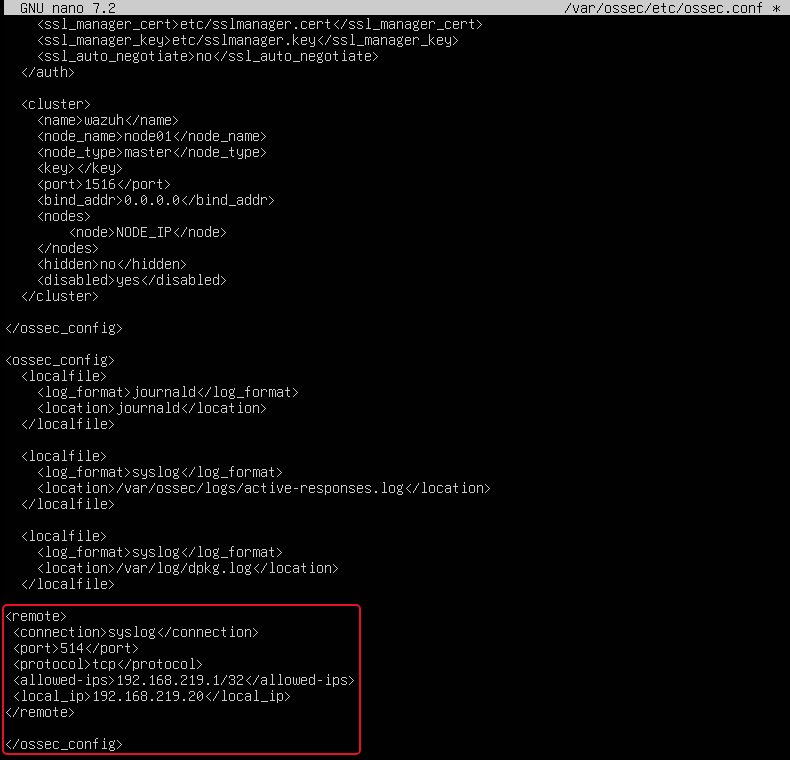 GNU nano 7.2 /var/ossec/etc/ossec.conf *
<ssl_manager_cert>etc/sslmanager.cert</ssl_manager_cert>
<ssl_manager_key>etc/sslmanager.key</ssl_manager_key>
<ssl_auto_negotiate>no</ssl_auto_negotiate>
</auth>
<cluster>
<name>wazuh</name>
<node_name>node01</node_name>
<node_type>master</node_type>
<key></key>
<port>1516</port>
<bind_addr>0.0.0.0</bind_addr>
<nodes>
<node>NODE_IP</node>
</nodes>
<hidden>no</hidden>
<disabled>yes</disabled>
</cluster>
</ossec_config>
<ossec_config>
<localfile>
<log_format>journald</log_format>
<location>journald</location>
</localfile>
<localfile>
<log_format>syslog</log_format>
<location>/var/ossec/logs/active-responses.log</location>
</localfile>
<localfile>
<log_format>syslog</log_format>
<location>/var/log/dpkg.log</location>
</localfile>
<remote>
<connection>syslog</connection>
<port>514</port>
<protocol>tcp</protocol>
<allowed-ips>192.168.219.1/32</allowed-ips>
<local_ip>192.168.219.20</local_ip>
</remote>
</ossec_config>